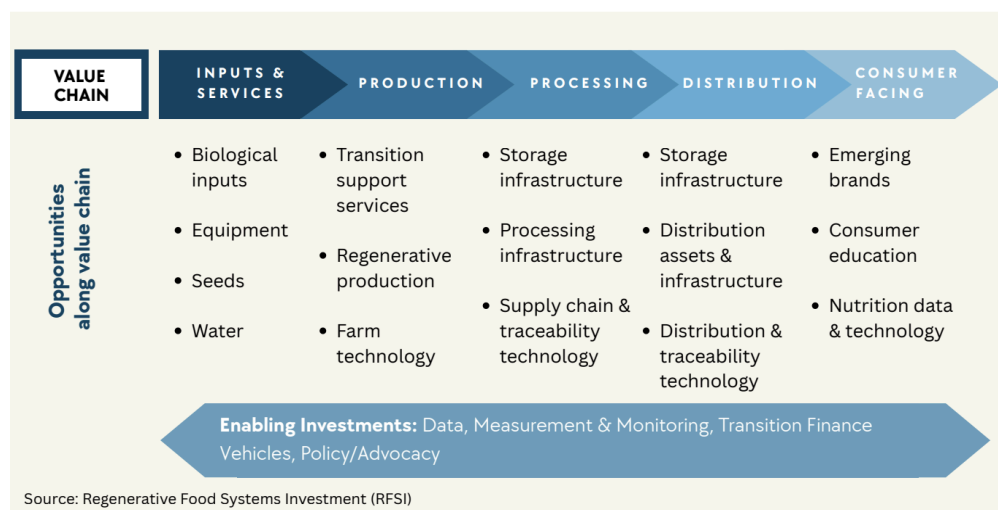 VALUE
CHAIN
INPUTS &
SERVICES
PRODUCTION
PROCESSING
DISTRIBUTION
CONSUMER
FACING
Opportunities
along value chain
• Biological
inputs
• Equipment
• Seeds
• Water
• Transition
support
services
• Regenerative
production
• Farm
technology
• Storage
infrastructure
• Processing
infrastructure
• Supply chain &
traceability
technology
• Storage
infrastructure
• Distribution
assets &
infrastructure
• Distribution &
traceability
technology
• Emerging
brands
• Consumer
education
• Nutrition data
& technology
Enabling Investments: Data, Measurement & Monitoring, Transition Finance
Vehicles, Policy/Advocacy
Source: Regenerative Food Systems Investment (RFSI)